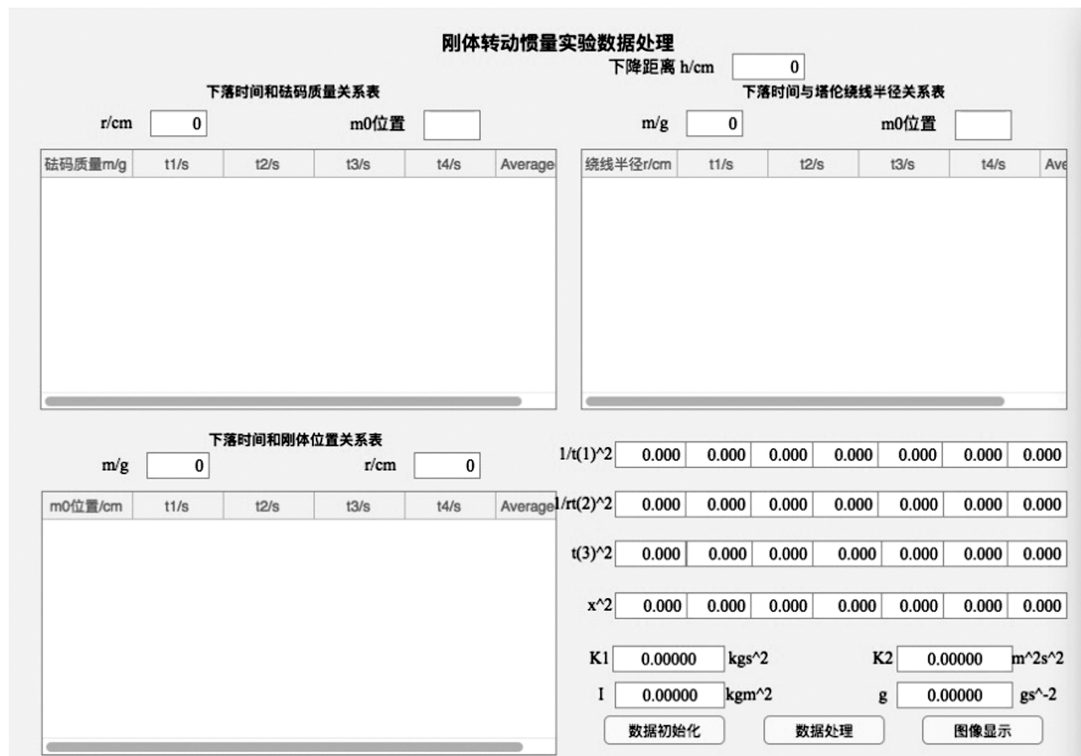 刚体转动惯量实验数据处理
下降距离 h/cm 0
下落时间和砝码质量关系表
r/cm 0 m0位置
砝码质量m/g t1/s t2/s t3/s t4/s Average
下落时间与塔伦绕线半径关系表
m/g 0 m0位置
绕线半径r/cm t1/s t2/s t3/s t4/s Ave
下落时间和刚体位置关系表
m/g 0 r/cm 0
m0位置/cm t1/s t2/s t3/s t4/s Average
1/t(1)^2 0.000 0.000 0.000 0.000 0.000 0.000 0.000
1/rt(2)^2 0.000 0.000 0.000 0.000 0.000 0.000 0.000
t(3)^2 0.000 0.000 0.000 0.000 0.000 0.000 0.000
x^2 0.000 0.000 0.000 0.000 0.000 0.000 0.000
K1 0.00000 kgs^2 K2 0.00000 m^2s^2
I 0.00000 kgm^2 g 0.00000 gs^-2
数据初始化 数据处理 图像显示